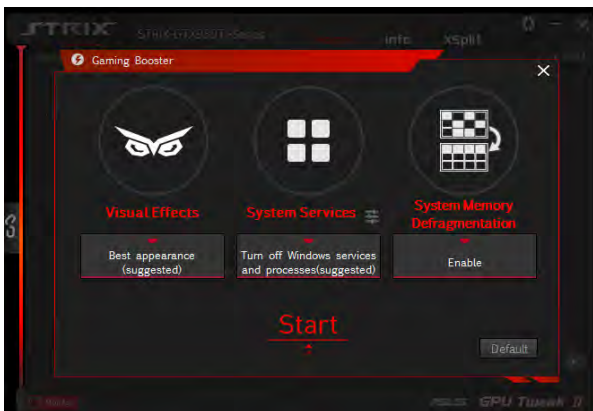 STRIX
Info
XSplit
Gaming Booster
Visual Effects
System Services
System Memory
Defragmentation
Best appearance
(suggested)
Turn off Windows services
and processes(suggested)
Enable
Start
Default
ASUS GPU Tweak II